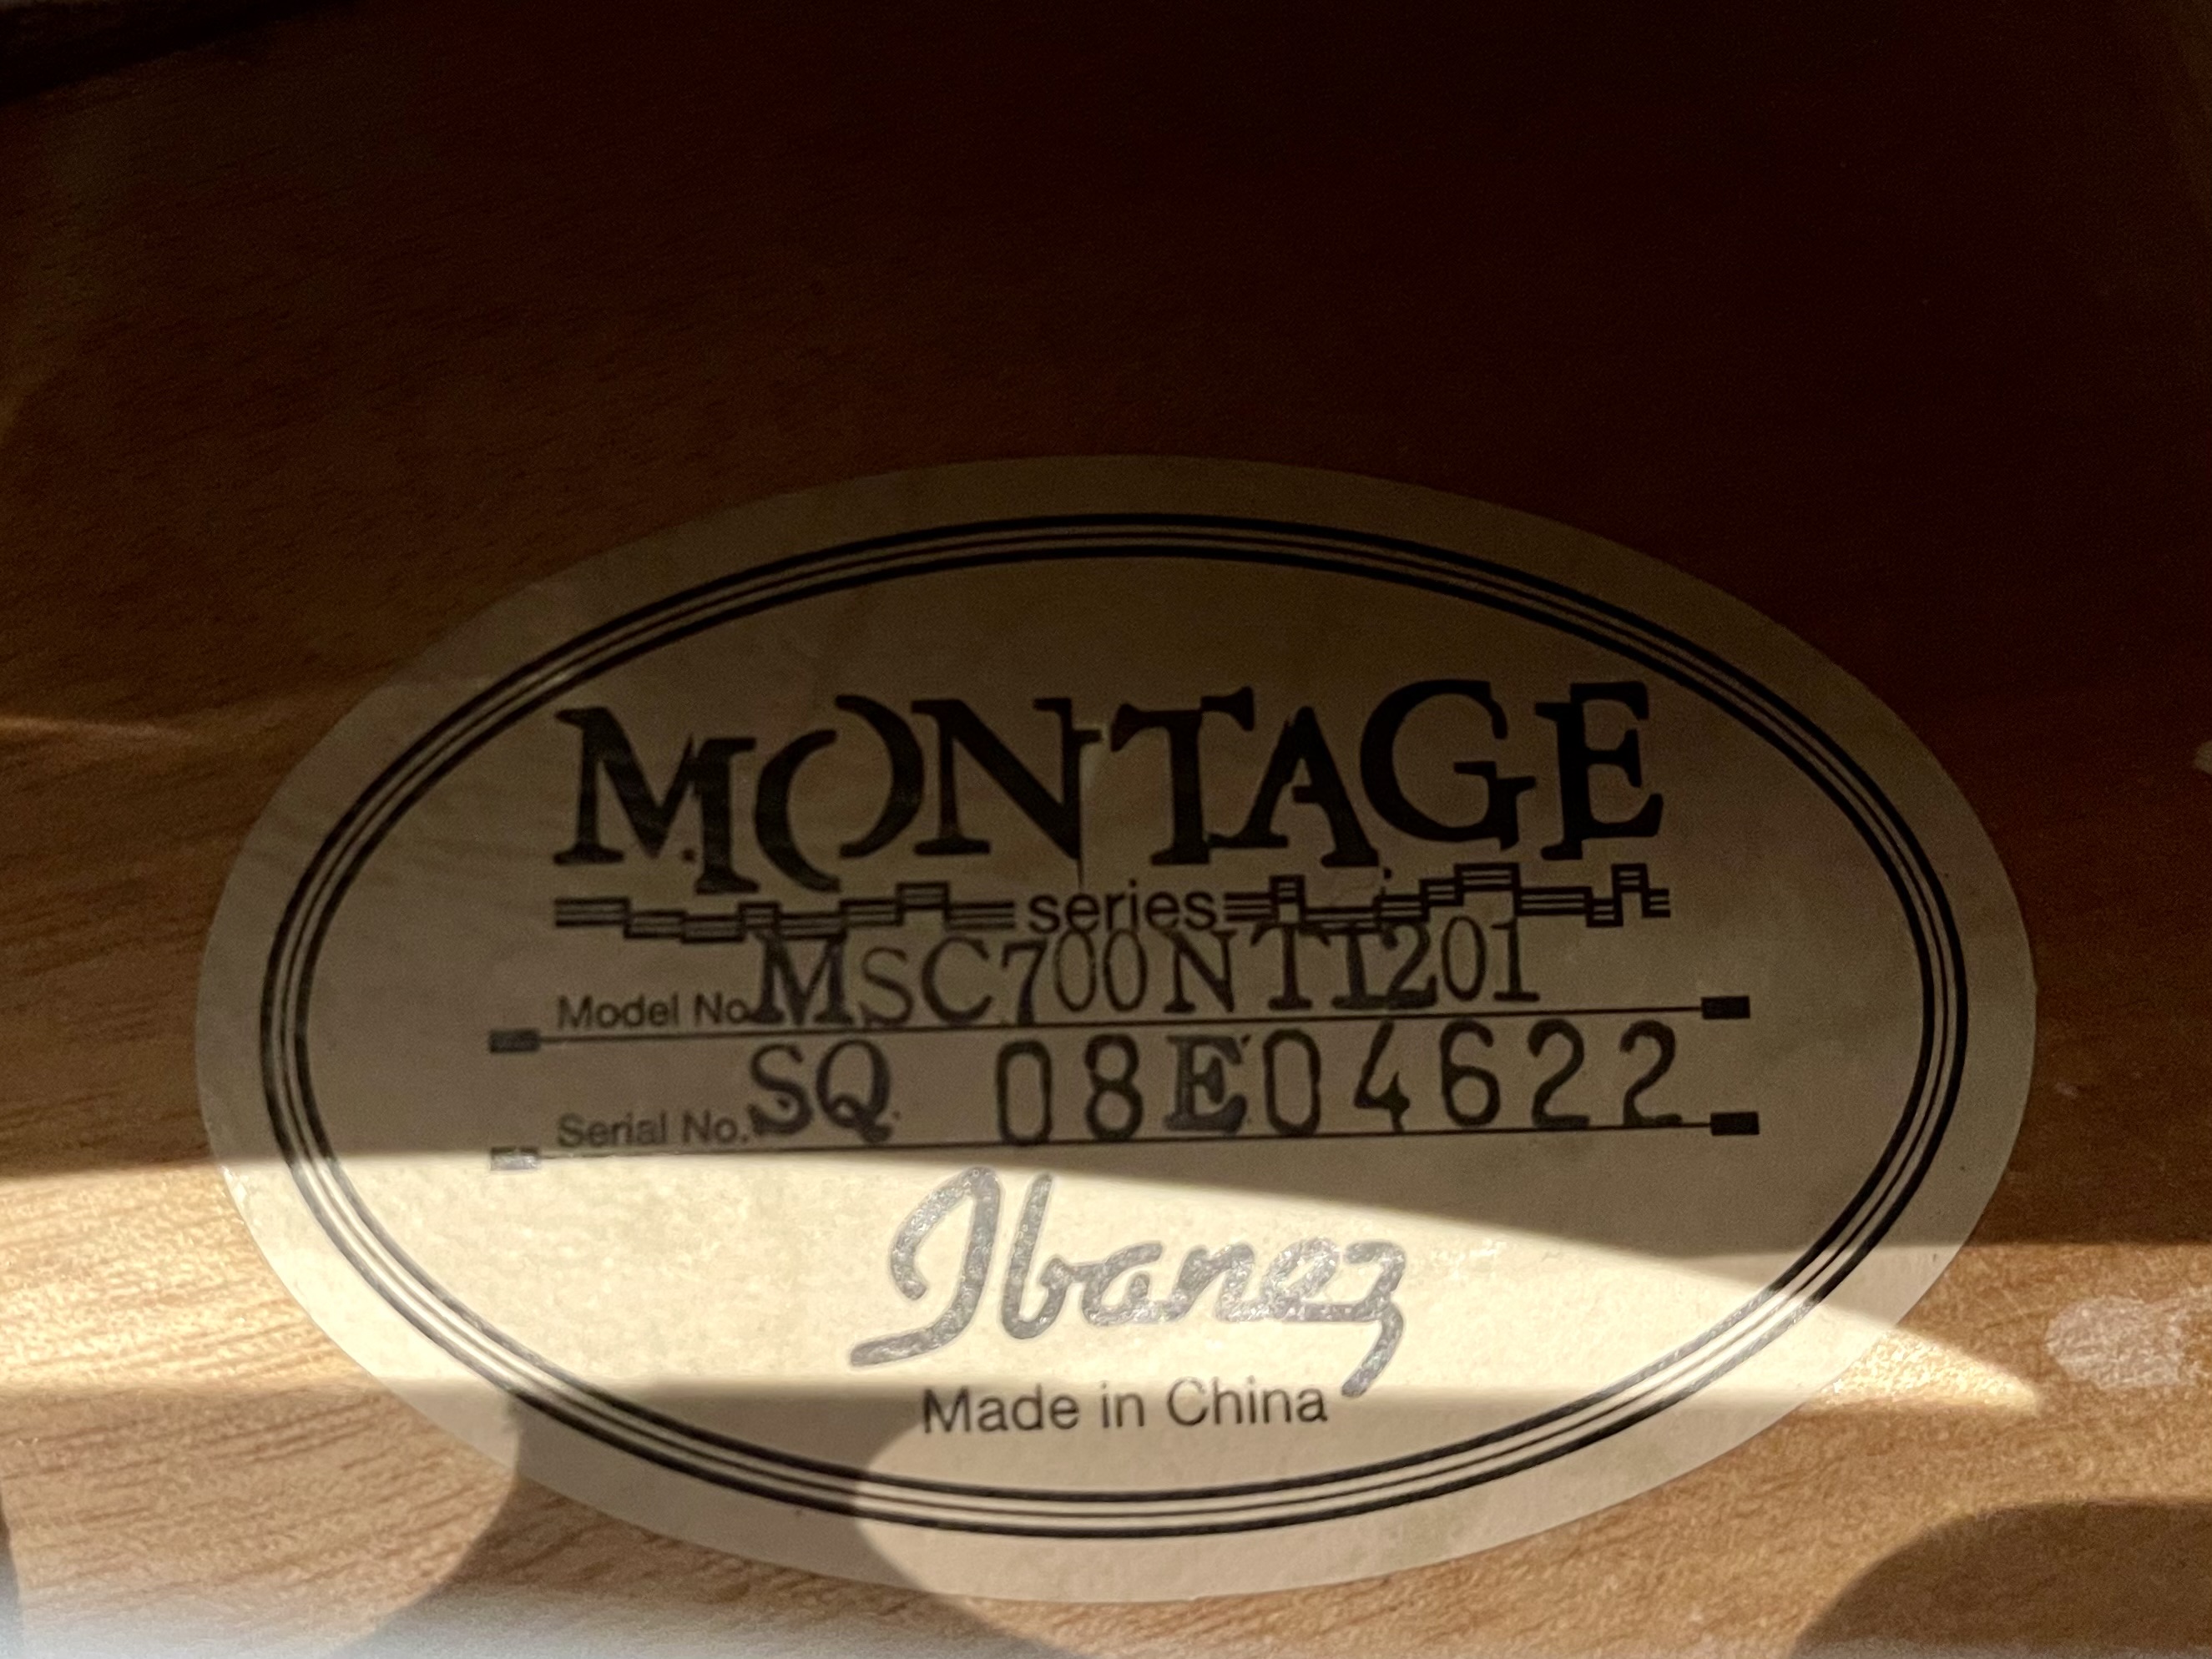 MONTAGE
series
Model No. MSC700NT1201
Serial No. SQ 08E04622
Ibanez
Made in China